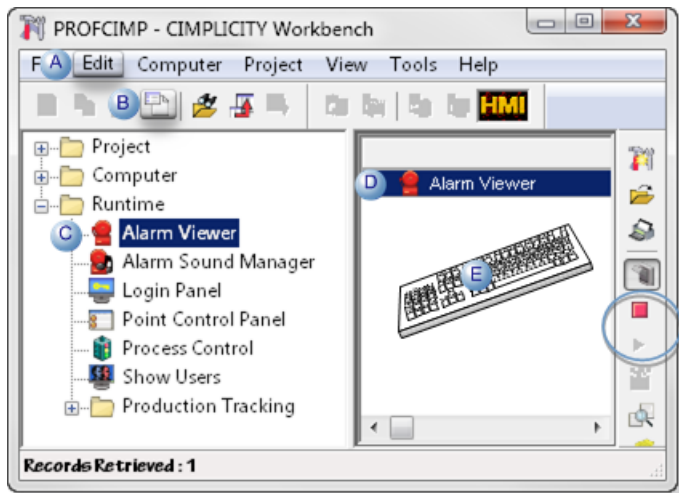 PROFCIMP - CIMPLICITY Workbench
F A Edit Computer Project View Tools Help
B HMI
Project
Computer
Runtime
C Alarm Viewer
Alarm Sound Manager
Login Panel
Point Control Panel
Process Control
Show Users
Production Tracking
D Alarm Viewer
E
Records Retrieved : 1